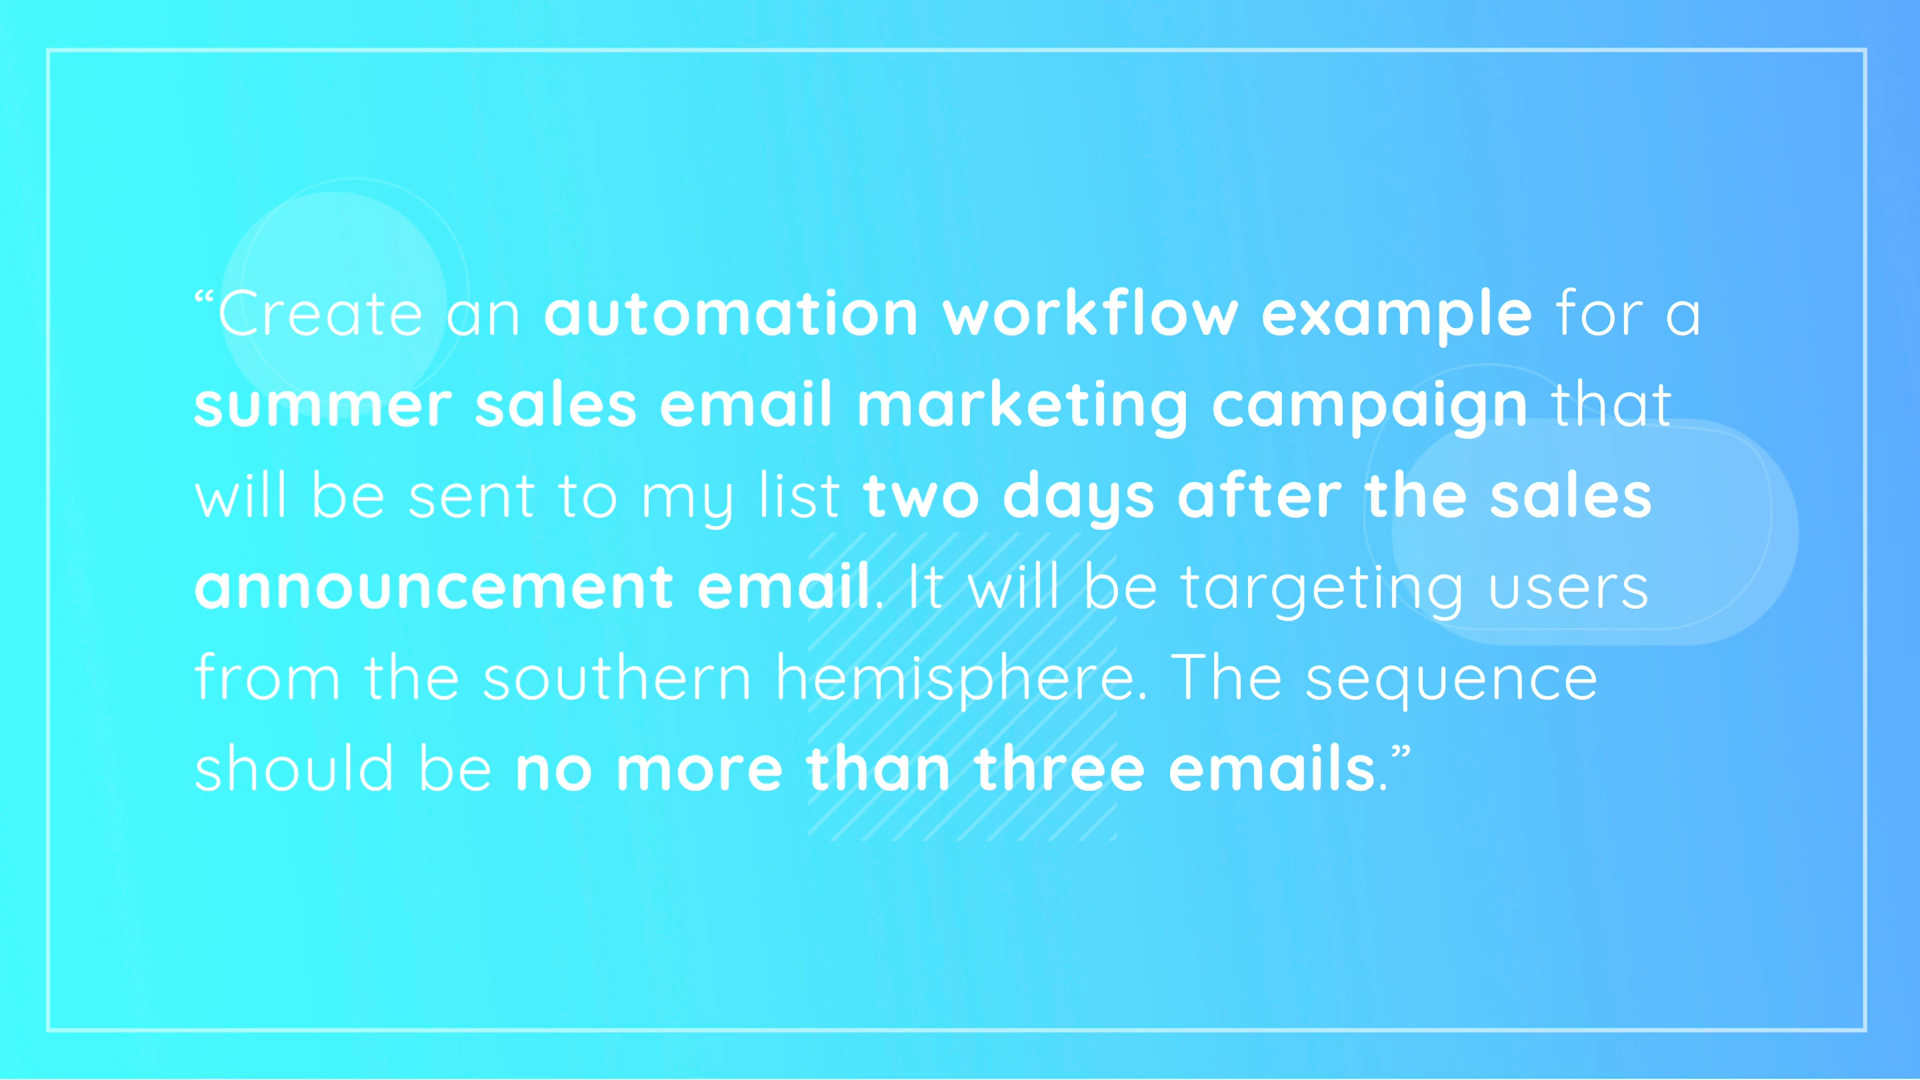 “Create an automation workflow example for a
summer sales email marketing campaign that
will be sent to my list two days after the sales
announcement email. It will be targeting users
from the southern hemisphere. The sequence
should be no more than three emails.”